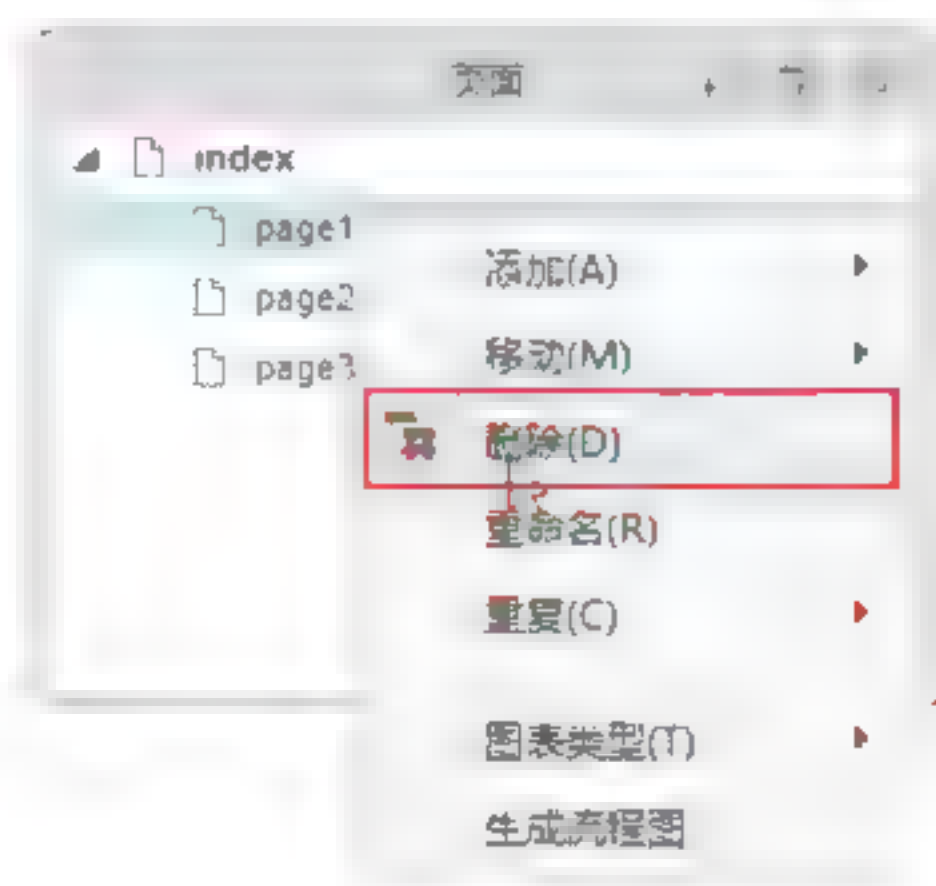 页面
index
page1
page2
page3
添加(A)
移动(M)
删除(D)
重命名(R)
重复(C)
图表类型(T)
生成流程图